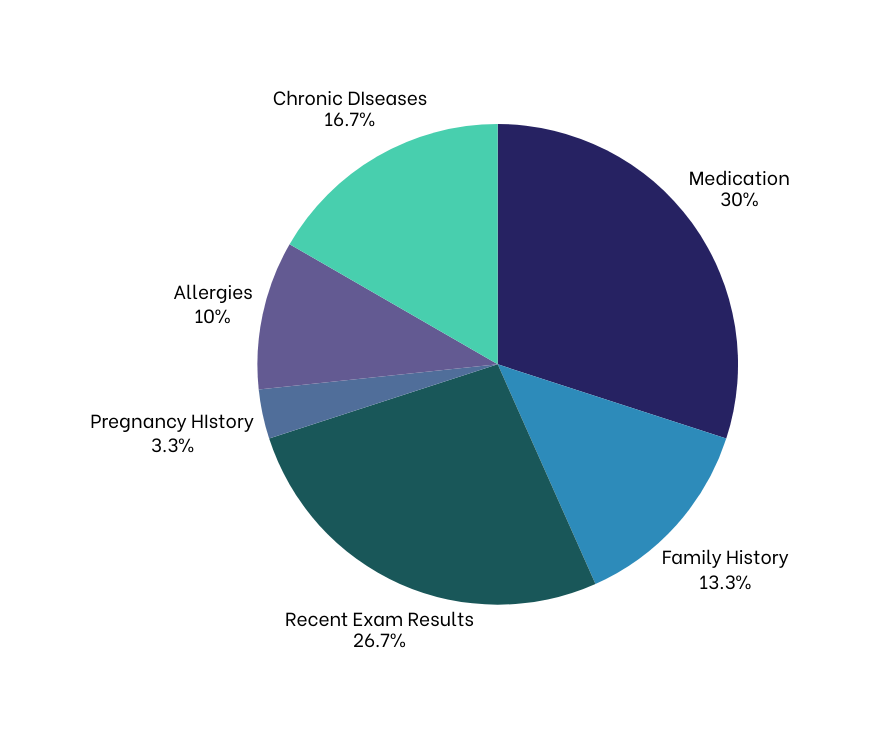 Chronic DIseases
16.7%
Medication
30%
Allergies
10%
Pregnancy HIstory
3.3%
Family History
13.3%
Recent Exam Results
26.7%